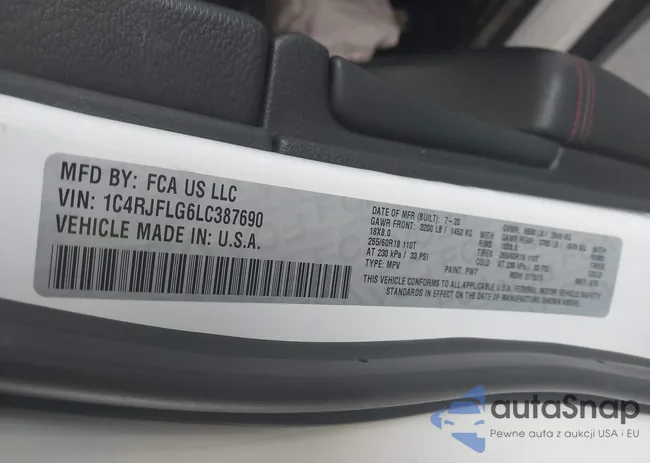 MFD BY: FCA US LLC
VIN: 1C4RJFLG6LC387690
VEHICLE MADE IN: U.S.A.
DATE OF MFR (BUILT): 7-20
GAWR FRONT: 3200 LB / 1452 KG
18X8.0 RIMS
265/60R18 110T TIRES
AT 230 kPa / 33 PSI COLD
TYPE: MPV PAINT: PW7
THIS VEHICLE CONFORMS TO ALL APPLICABLE U.S.A. FEDERAL MOTOR VEHICLE SAFETY
STANDARDS IN EFFECT ON THE DATE OF MANUFACTURE SHOWN ABOVE.
autoSnap
Pewne auta z aukcji USA i EU